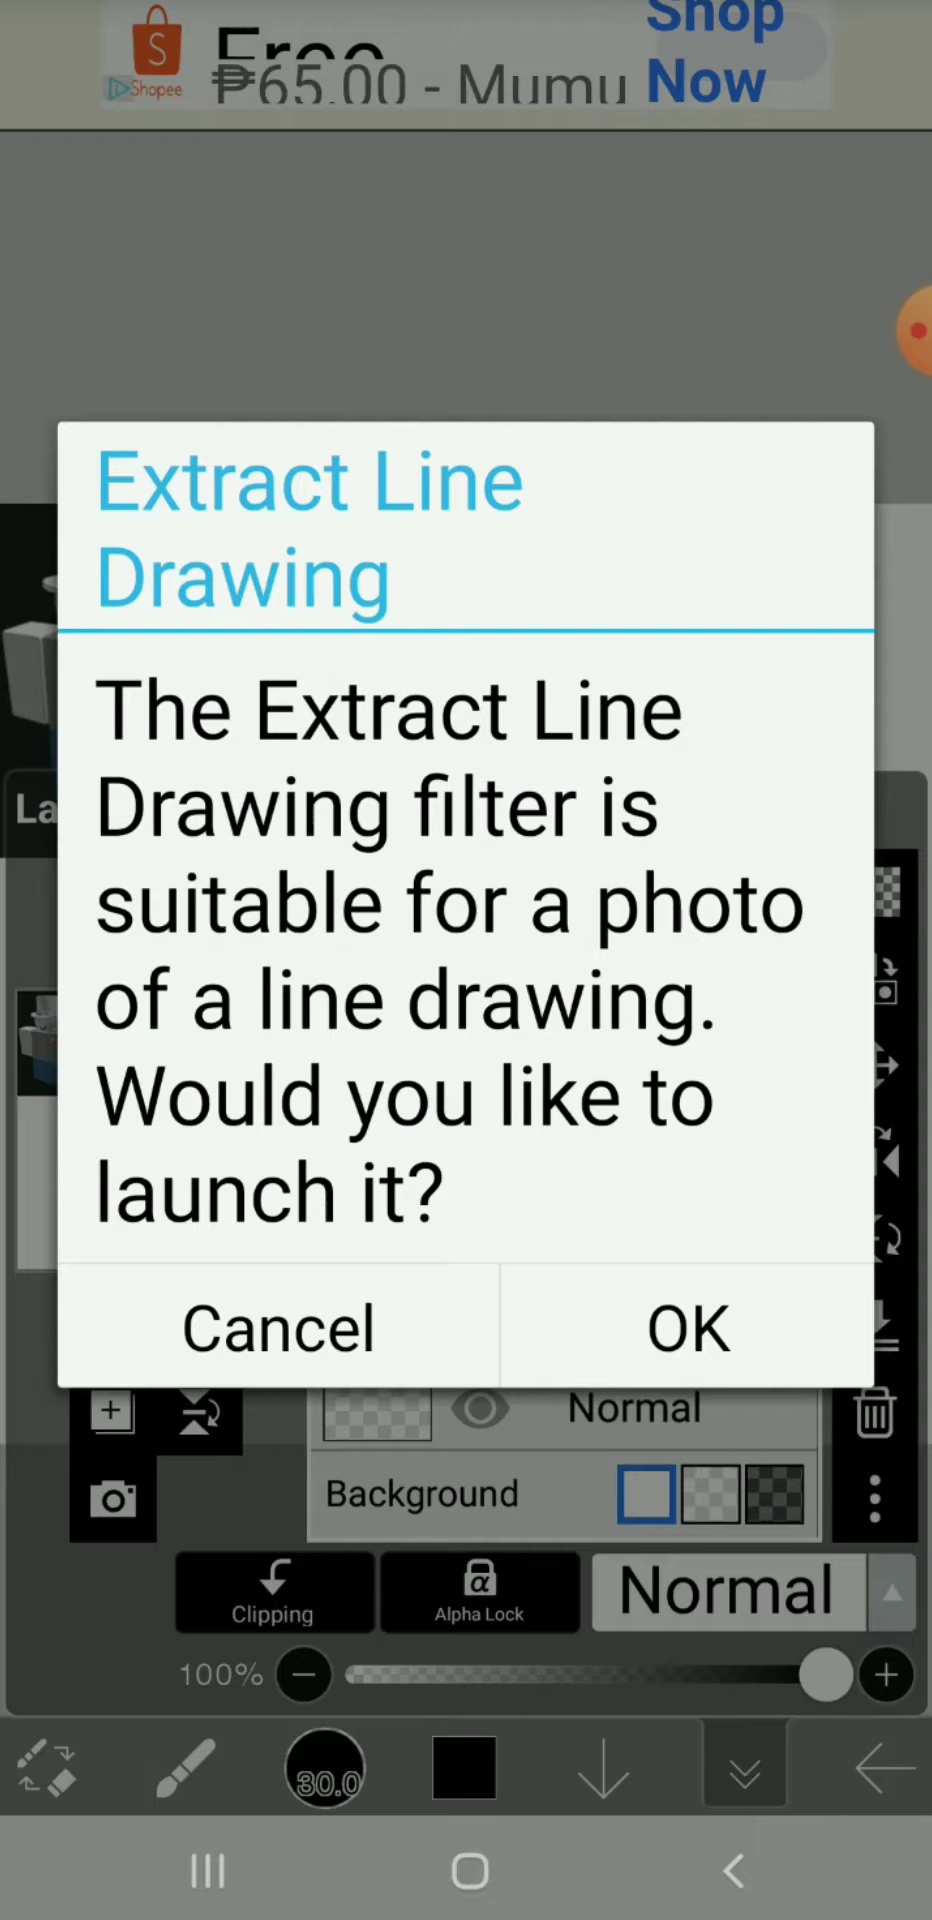 Shop
Free
Shopee
₱65.00 - Mumu
Now
Extract Line
Drawing
The Extract Line
Drawing filter is
suitable for a photo
of a line drawing.
Would you like to
launch it?
Cancel
OK
La
Normal
Background
Clipping
α
Alpha Lock
Normal
100%
30.0